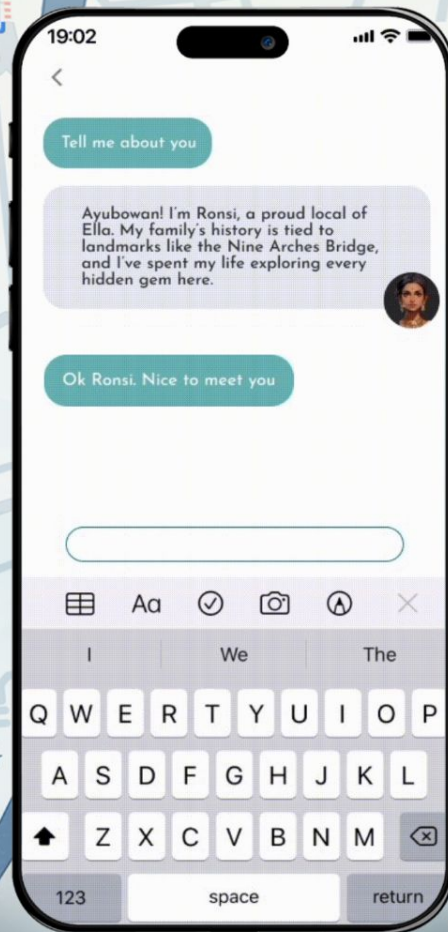 19:02
Tell me about you
Ayubowan! I'm Ronsi, a proud local of
Ella. My family's history is tied to
landmarks like the Nine Arches Bridge,
and I've spent my life exploring every
hidden gem here.
Ok Ronsi. Nice to meet you
Aa
I We The
Q W E R T Y U I O P
A S D F G H J K L
Z X C V B N M
123 space return